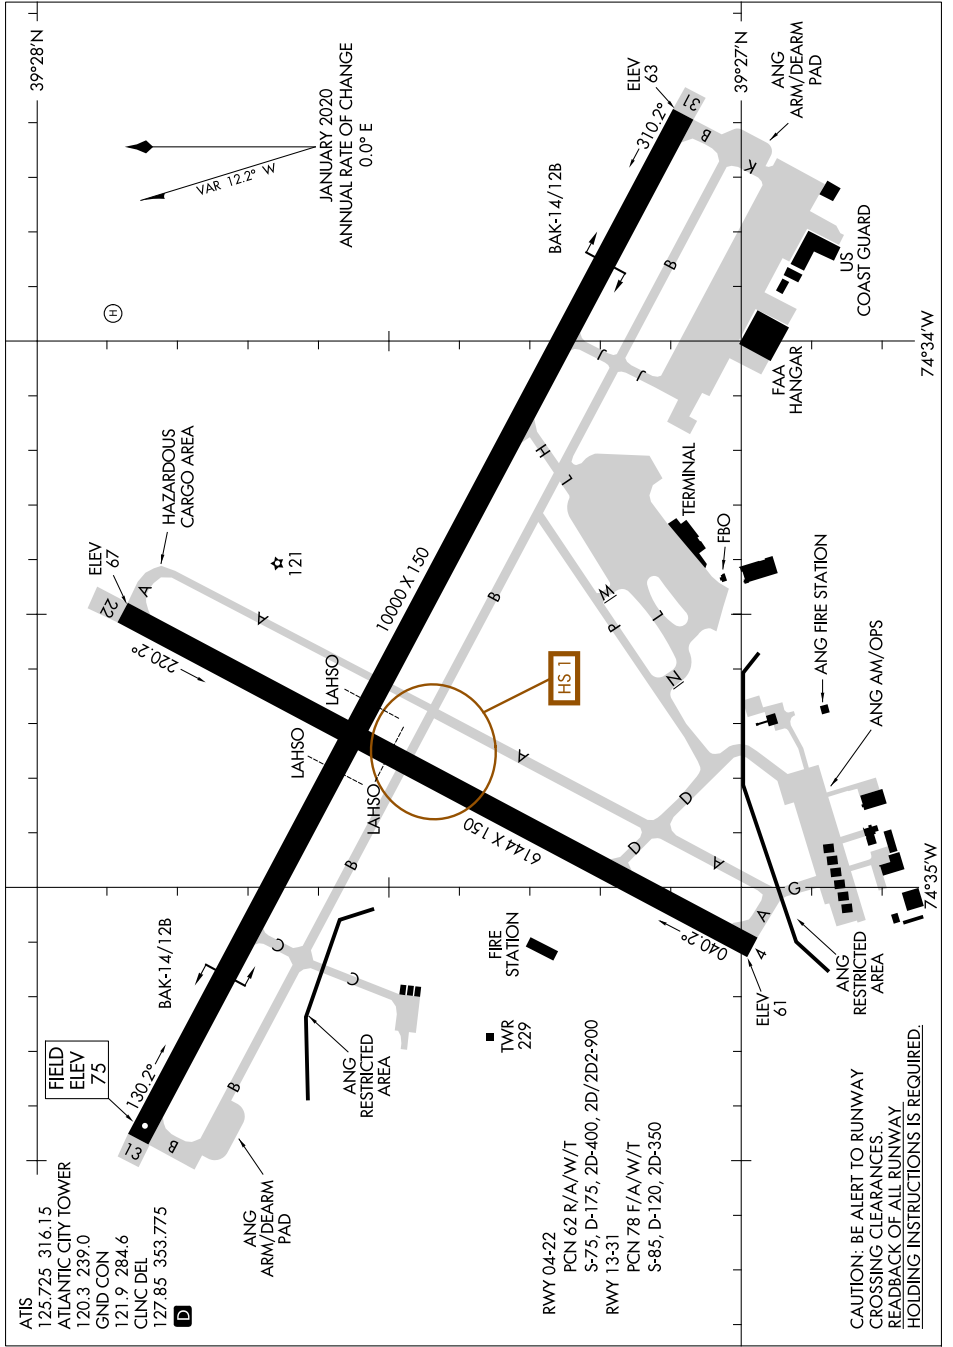 ATIS
125.725 316.15
ATLANTIC CITY TOWER
120.3 239.0
GND CON
121.9 284.6
CLNC DEL
127.85 353.775
D
FIELD
ELEV
75
39°28'N
39°27'N
74°34'W
74°35'W
JANUARY 2020
ANNUAL RATE OF CHANGE
0.0° E
VAR 12.2° W
H
HAZARDOUS
CARGO AREA
ELEV
67
22
220.2°
A
A
121
10000 X 150
LAHSO
LAHSO
LAHSO
HS 1
6144 X 150
BAK-14/12B
ELEV
63
31
310.2°
B
K
ANG
ARM/DEARM
PAD
B
J
J
H
L
US
COAST GUARD
FAA
HANGAR
TERMINAL
FBO
B
M
P
L
N
A
D
D
A
G
A
ANG FIRE STATION
ANG AM/OPS
ANG
RESTRICTED
AREA
040.2°
4
ELEV
61
B
C
C
BAK-14/12B
130.2°
13
B
B
ANG
ARM/DEARM
PAD
ANG
RESTRICTED
AREA
FIRE
STATION
TWR
229
RWY 04-22
PCN 62 R/A/W/T
S-75, D-175, 2D-400, 2D/2D2-900
RWY 13-31
PCN 78 F/A/W/T
S-85, D-120, 2D-350
CAUTION: BE ALERT TO RUNWAY
CROSSING CLEARANCES.
READBACK OF ALL RUNWAY
HOLDING INSTRUCTIONS IS REQUIRED.